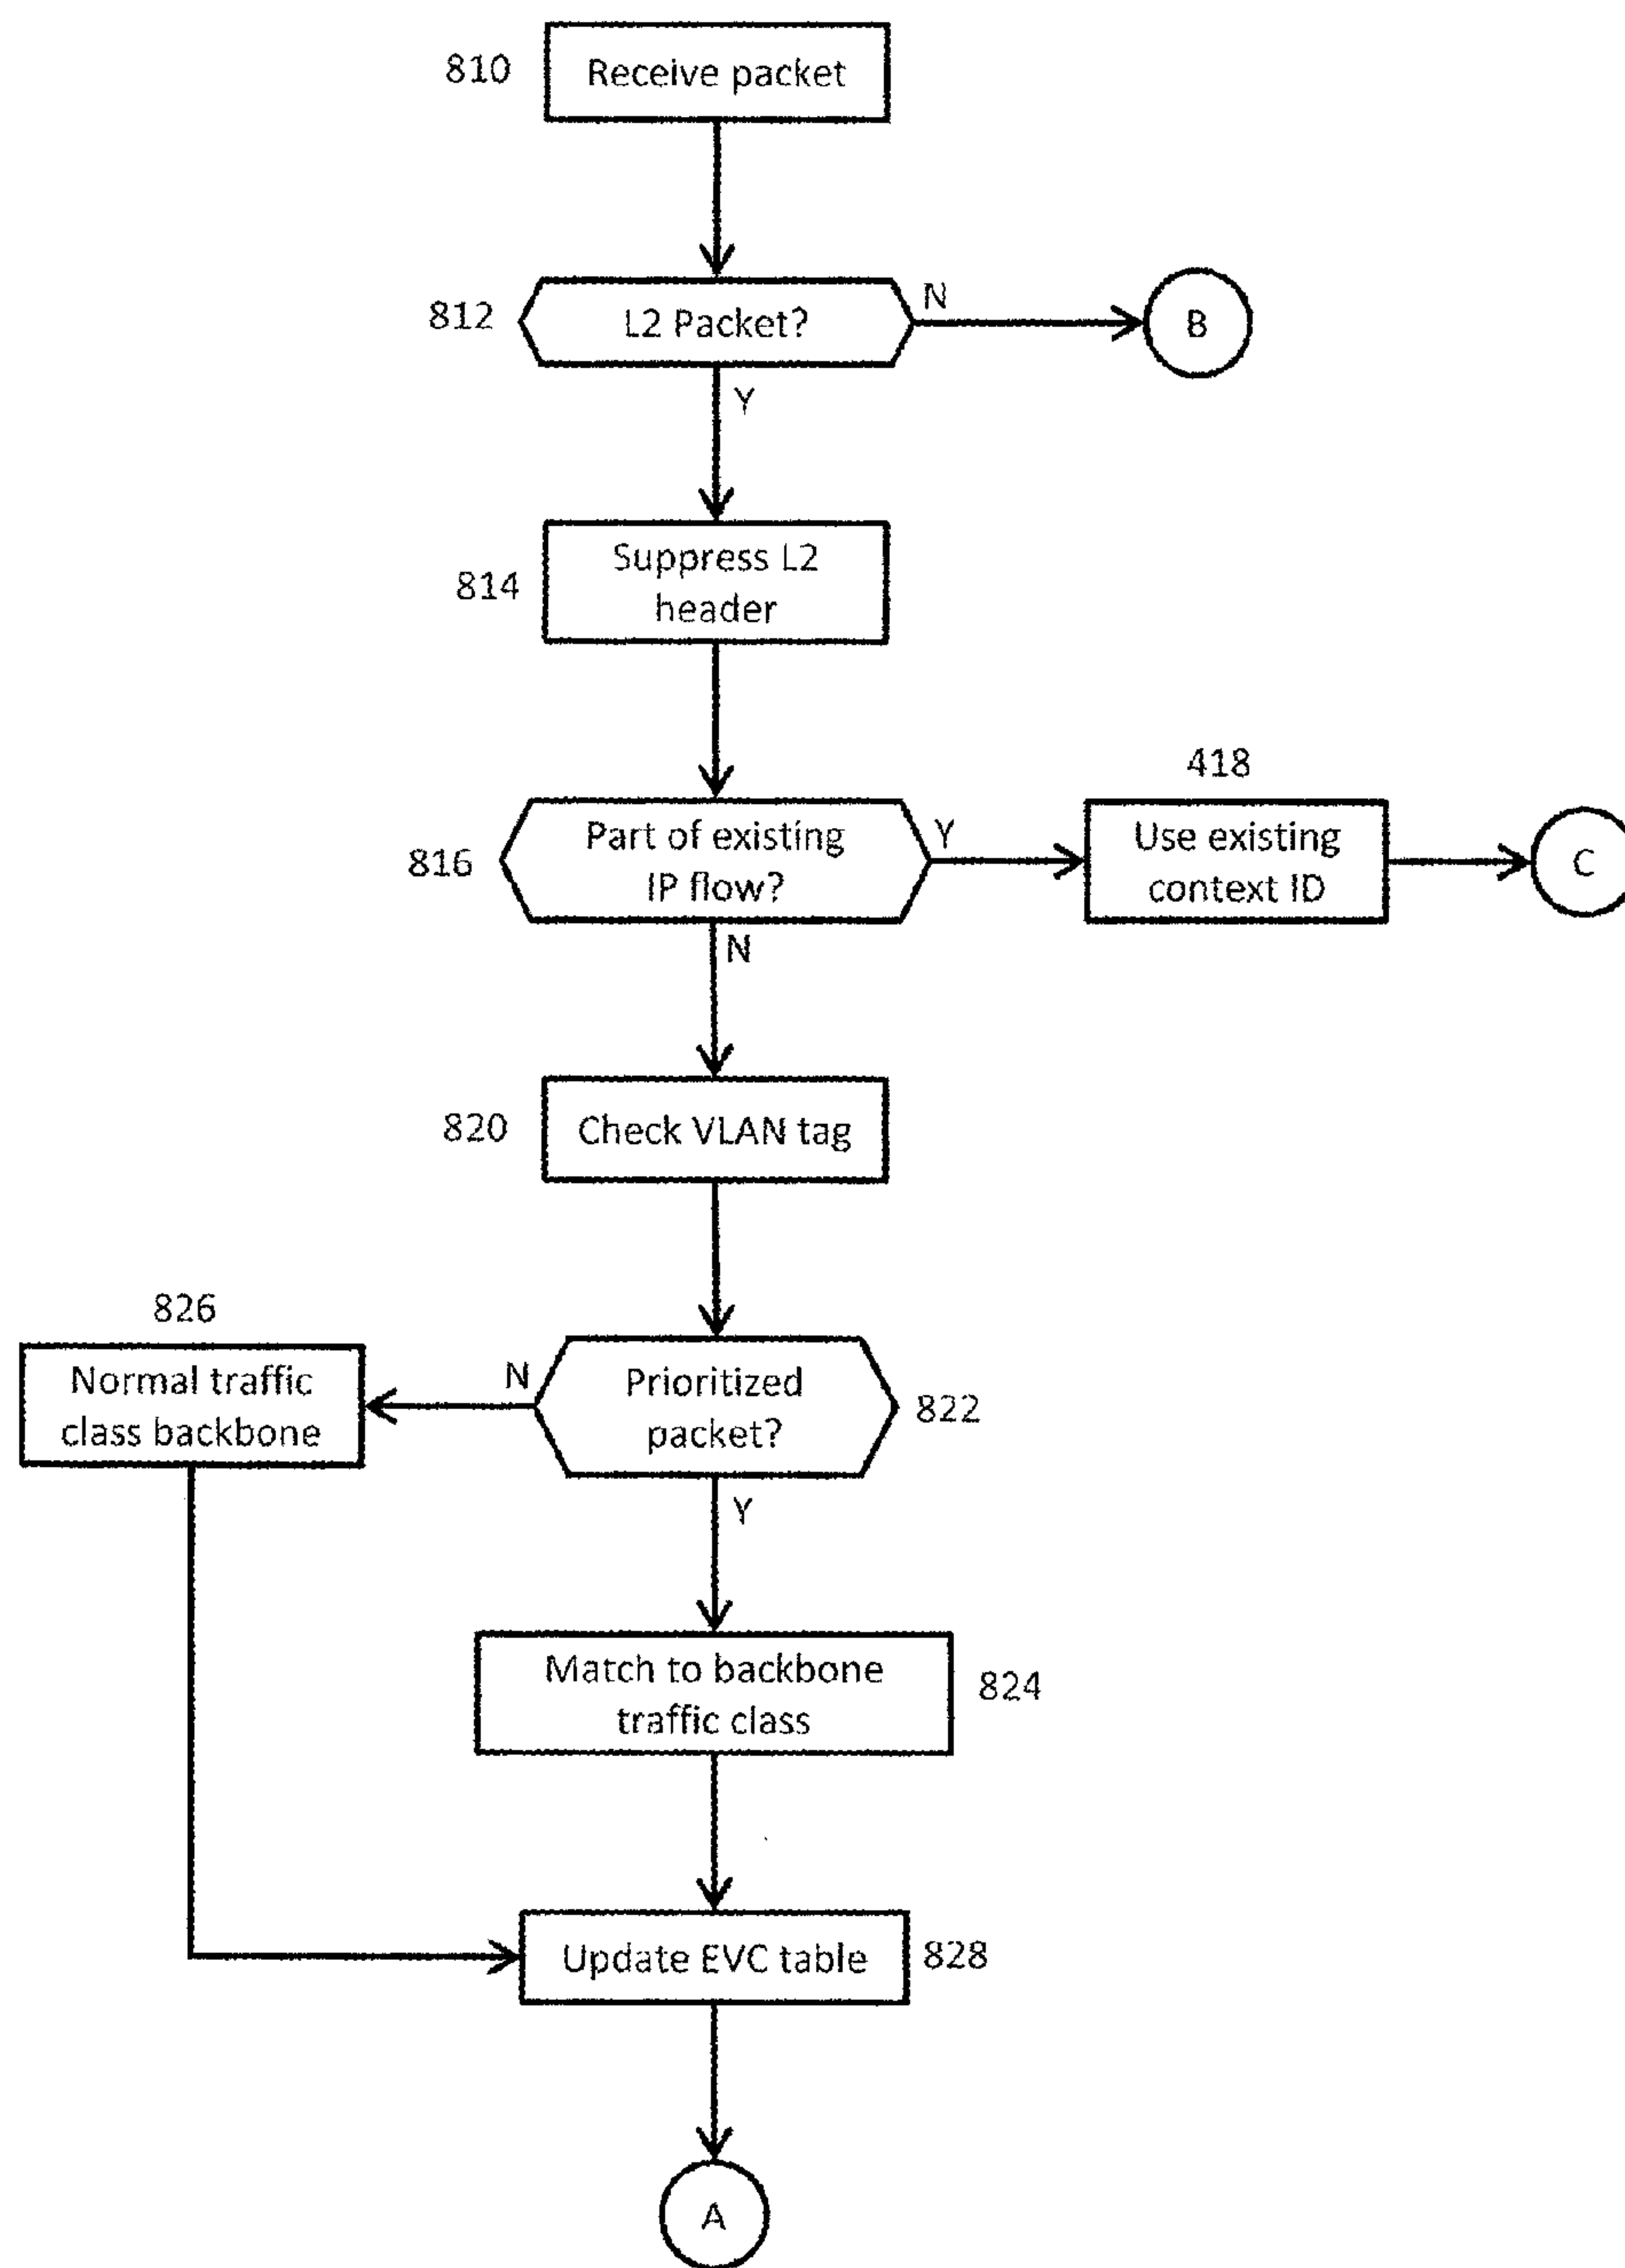 810
Receive packet
812
L2 Packet?
N
B
Y
814
Suppress L2
header
418
816
Part of existing
IP flow?
Y
Use existing
context ID
C
N
820
Check VLAN tag
826
Normal traffic
class backbone
N
Prioritized
packet?
822
Y
Match to backbone
traffic class
824
Update EVC table
828
A